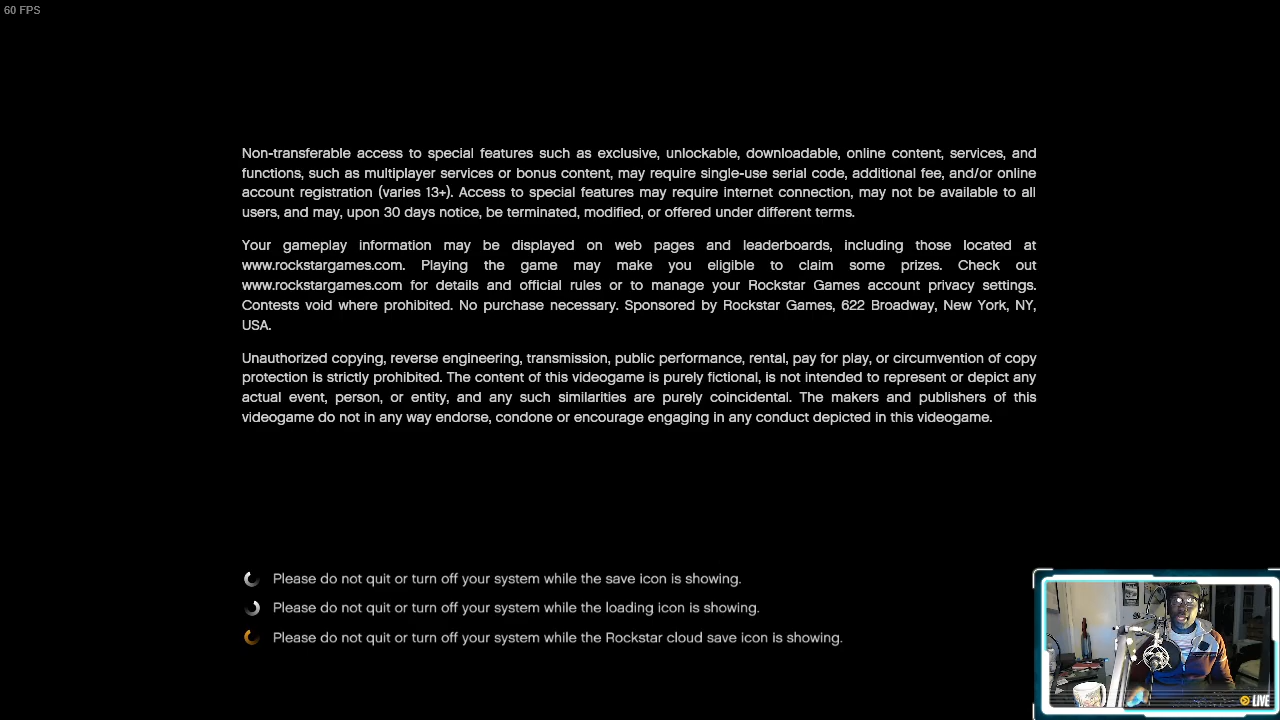 60 FPS
Non-transferable access to special features such as exclusive, unlockable, downloadable, online content, services, and
functions, such as multiplayer services or bonus content, may require single-use serial code, additional fee, and/or online
account registration (varies 13+). Access to special features may require internet connection, may not be available to all
users, and may, upon 30 days notice, be terminated, modified, or offered under different terms.
Your gameplay information may be displayed on web pages and leaderboards, including those located at
www.rockstargames.com. Playing the game may make you eligible to claim some prizes. Check out
www.rockstargames.com for details and official rules or to manage your Rockstar Games account privacy settings.
Contests void where prohibited. No purchase necessary. Sponsored by Rockstar Games, 622 Broadway, New York, NY,
USA.
Unauthorized copying, reverse engineering, transmission, public performance, rental, pay for play, or circumvention of copy
protection is strictly prohibited. The content of this videogame is purely fictional, is not intended to represent or depict any
actual event, person, or entity, and any such similarities are purely coincidental. The makers and publishers of this
videogame do not in any way endorse, condone or encourage engaging in any conduct depicted in this videogame.
Please do not quit or turn off your system while the save icon is showing.
Please do not quit or turn off your system while the loading icon is showing.
Please do not quit or turn off your system while the Rockstar cloud save icon is showing.
LIVE